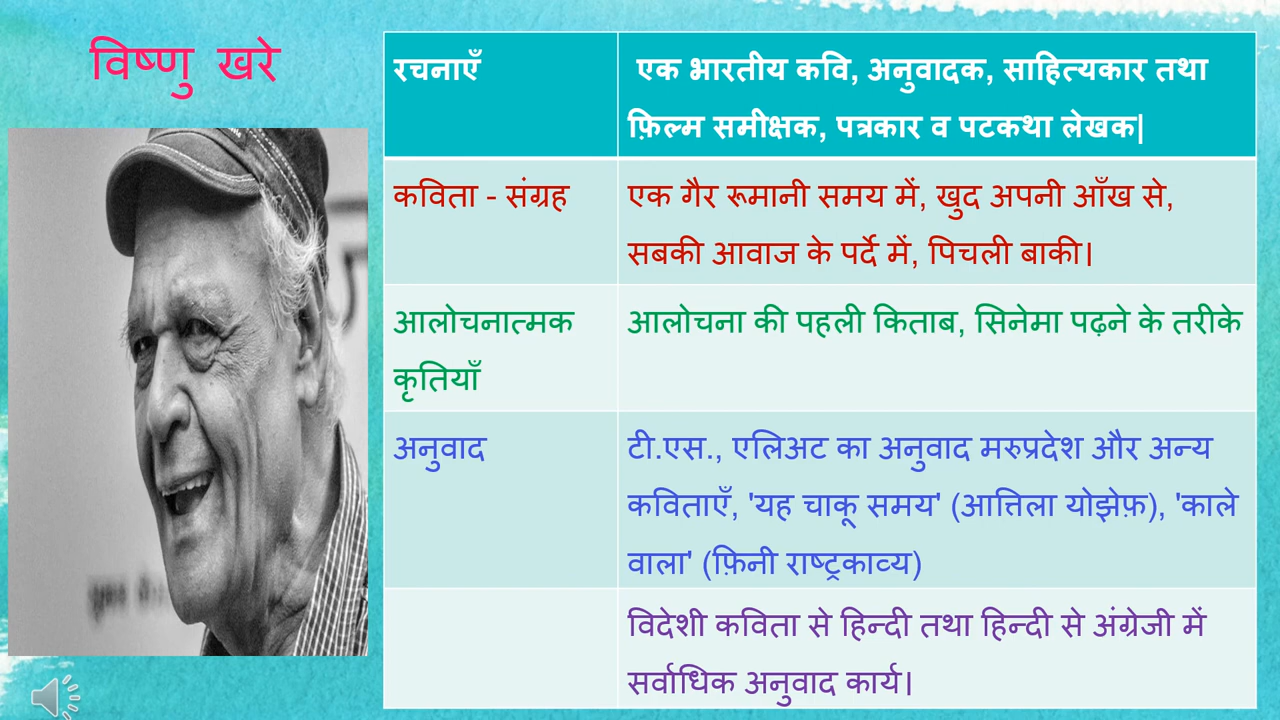 विष्णु खरे
रचनाएँ
एक भारतीय कवि, अनुवादक, साहित्यकार तथा
फ़िल्म समीक्षक, पत्रकार व पटकथा लेखक|
कविता - संग्रह
एक गैर रूमानी समय में, खुद अपनी आँख से,
सबकी आवाज के पर्दे में, पिचली बाकी।
आलोचनात्मक
कृतियाँ
आलोचना की पहली किताब, सिनेमा पढ़ने के तरीके
अनुवाद
टी.एस., एलिअट का अनुवाद मरुप्रदेश और अन्य
कविताएँ, 'यह चाकू समय' (आत्तिला योझेफ़), 'काले
वाला' (फ़िनी राष्ट्रकाव्य)
विदेशी कविता से हिन्दी तथा हिन्दी से अंग्रेजी में
सर्वाधिक अनुवाद कार्य।